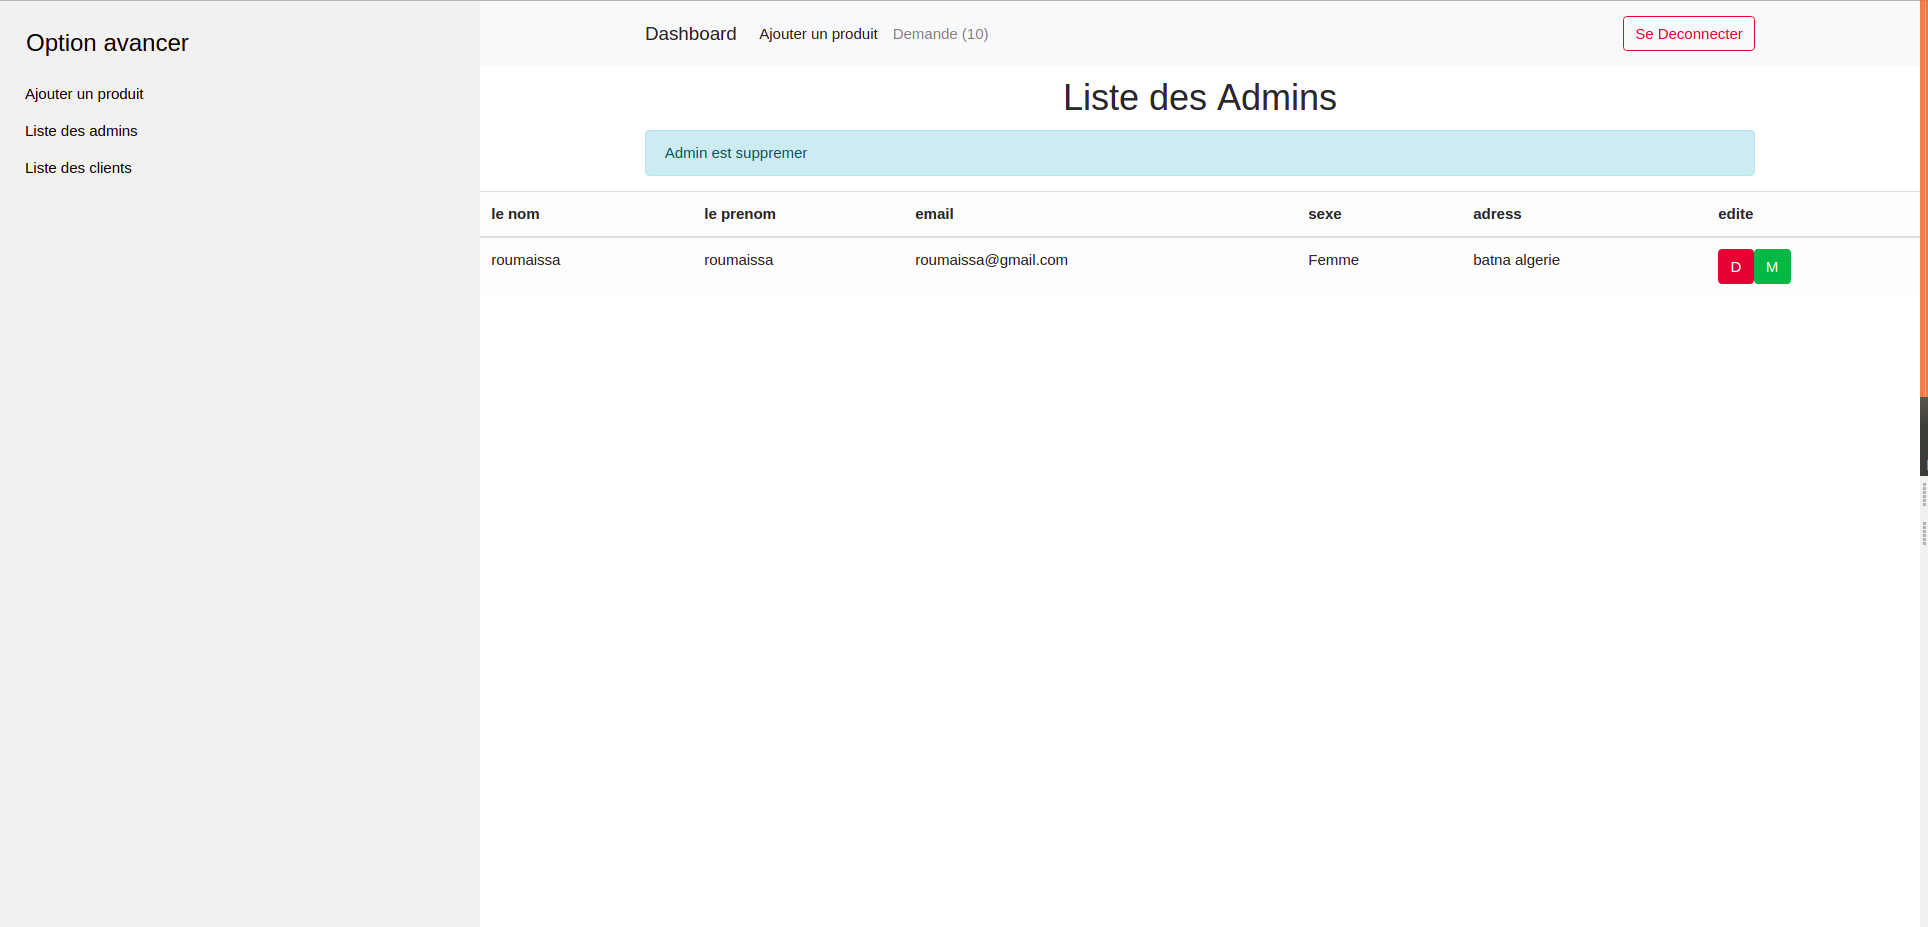 Option avancer
Ajouter un produit
Liste des admins
Liste des clients
Dashboard Ajouter un produit Demande (10) Se Deconnecter
Liste des Admins
Admin est suppremer
le nom le prenom email sexe adress edite
roumaissa roumaissa roumaissa@gmail.com Femme batna algerie D M